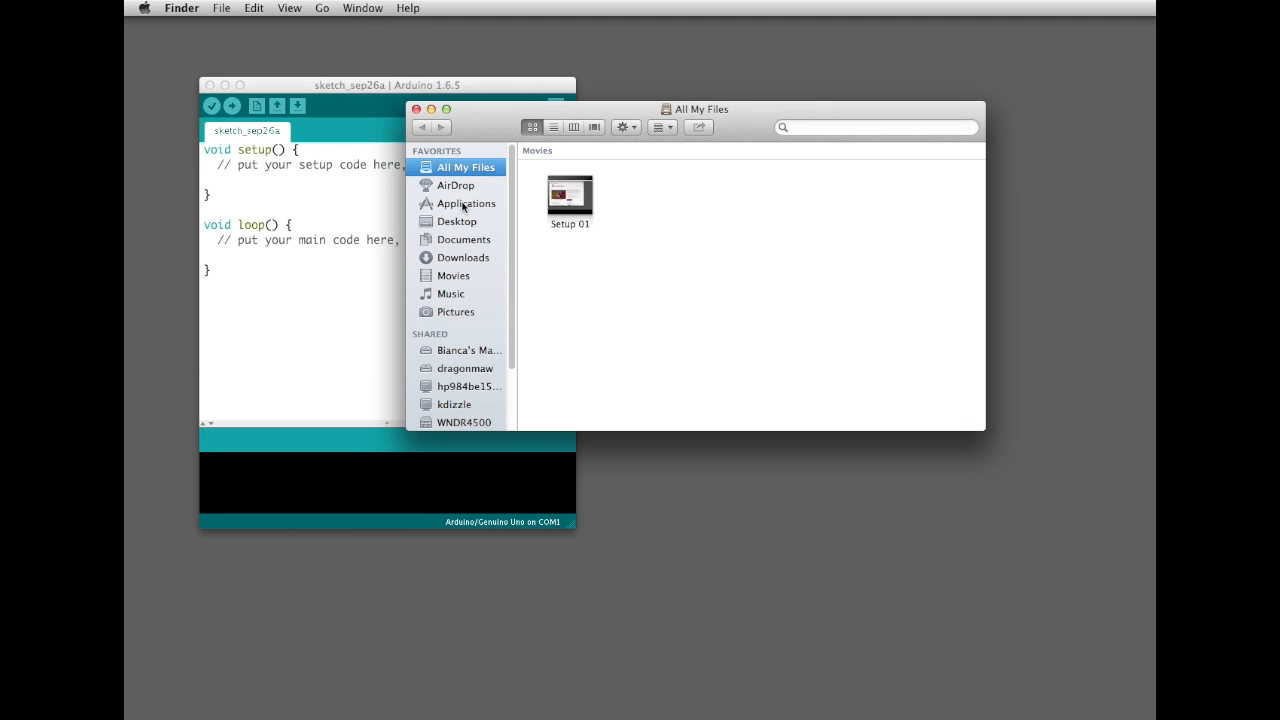 Finder File Edit View Go Window Help
sketch_sep26a | Arduino 1.6.5
sketch_sep26a
void setup() {
// put your setup code here,
}
void loop() {
// put your main code here,
}
Arduino/Genuino Uno on COM1
All My Files
FAVORITES
All My Files
AirDrop
Applications
Desktop
Documents
Downloads
Movies
Music
Pictures
SHARED
Bianca's Ma...
dragonmaw
hp984be15...
kdizzle
WNDR4500
Movies
Setup 01